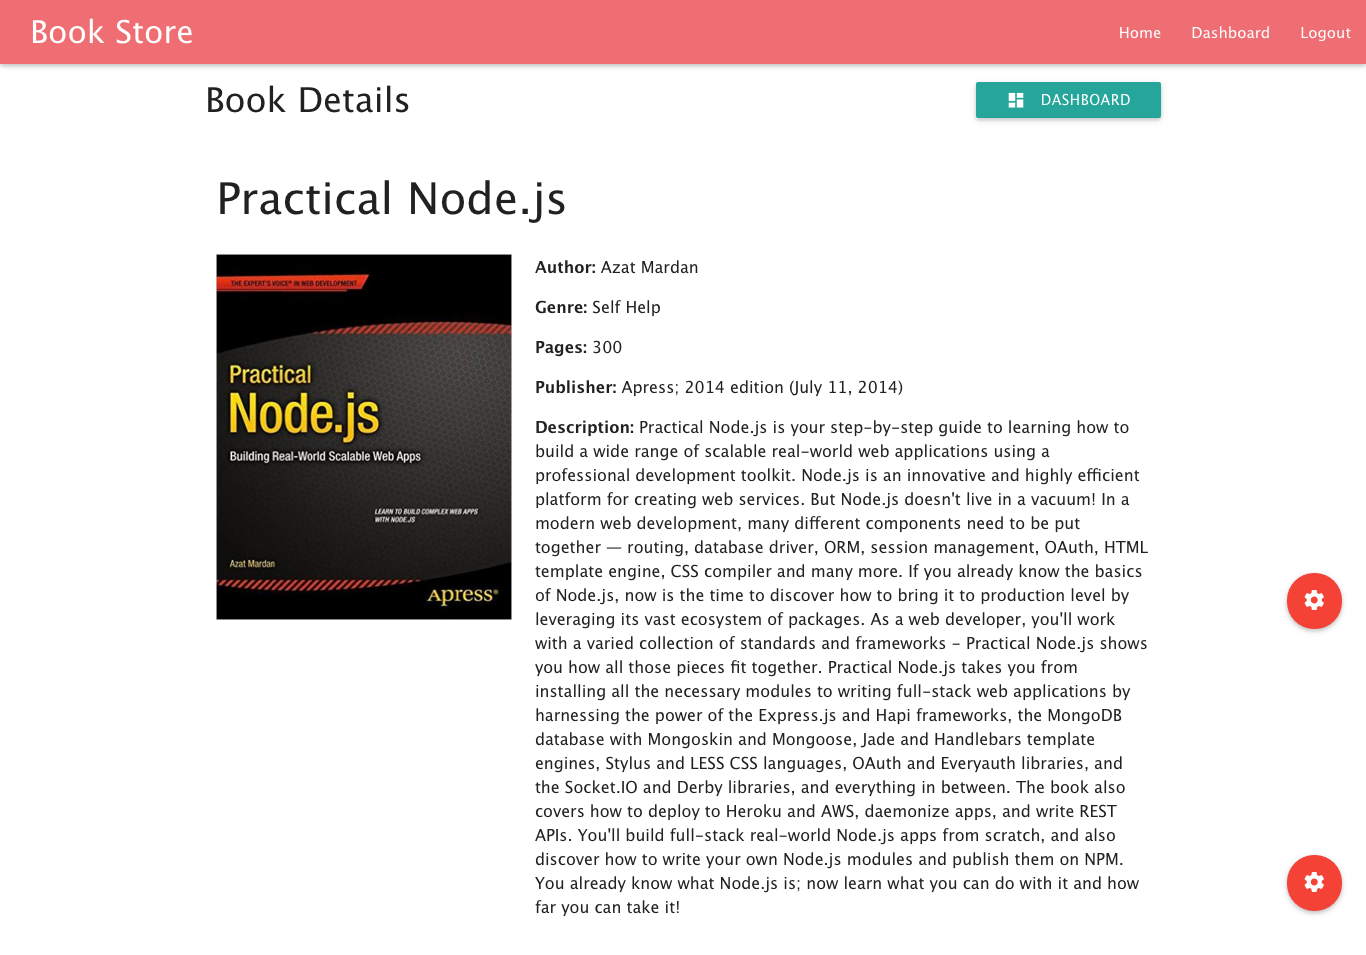 Book Store
Home
Dashboard
Logout
Book Details
DASHBOARD
Practical Node.js
THE EXPERT'S VOICE® IN WEB DEVELOPMENT
Practical
Node.js
Building Real-World Scalable Web Apps
LEARN TO BUILD COMPLEX WEB APPS
WITH NODE.JS
Azat Mardan
Apress®
Author: Azat Mardan
Genre: Self Help
Pages: 300
Publisher: Apress; 2014 edition (July 11, 2014)
Description: Practical Node.js is your step-by-step guide to learning how to
build a wide range of scalable real-world web applications using a
professional development toolkit. Node.js is an innovative and highly efficient
platform for creating web services. But Node.js doesn't live in a vacuum! In a
modern web development, many different components need to be put
together — routing, database driver, ORM, session management, OAuth, HTML
template engine, CSS compiler and many more. If you already know the basics
of Node.js, now is the time to discover how to bring it to production level by
leveraging its vast ecosystem of packages. As a web developer, you'll work
with a varied collection of standards and frameworks - Practical Node.js shows
you how all those pieces fit together. Practical Node.js takes you from
installing all the necessary modules to writing full-stack web applications by
harnessing the power of the Express.js and Hapi frameworks, the MongoDB
database with Mongoskin and Mongoose, Jade and Handlebars template
engines, Stylus and LESS CSS languages, OAuth and Everyauth libraries, and
the Socket.IO and Derby libraries, and everything in between. The book also
covers how to deploy to Heroku and AWS, daemonize apps, and write REST
APIs. You'll build full-stack real-world Node.js apps from scratch, and also
discover how to write your own Node.js modules and publish them on NPM.
You already know what Node.js is; now learn what you can do with it and how
far you can take it!